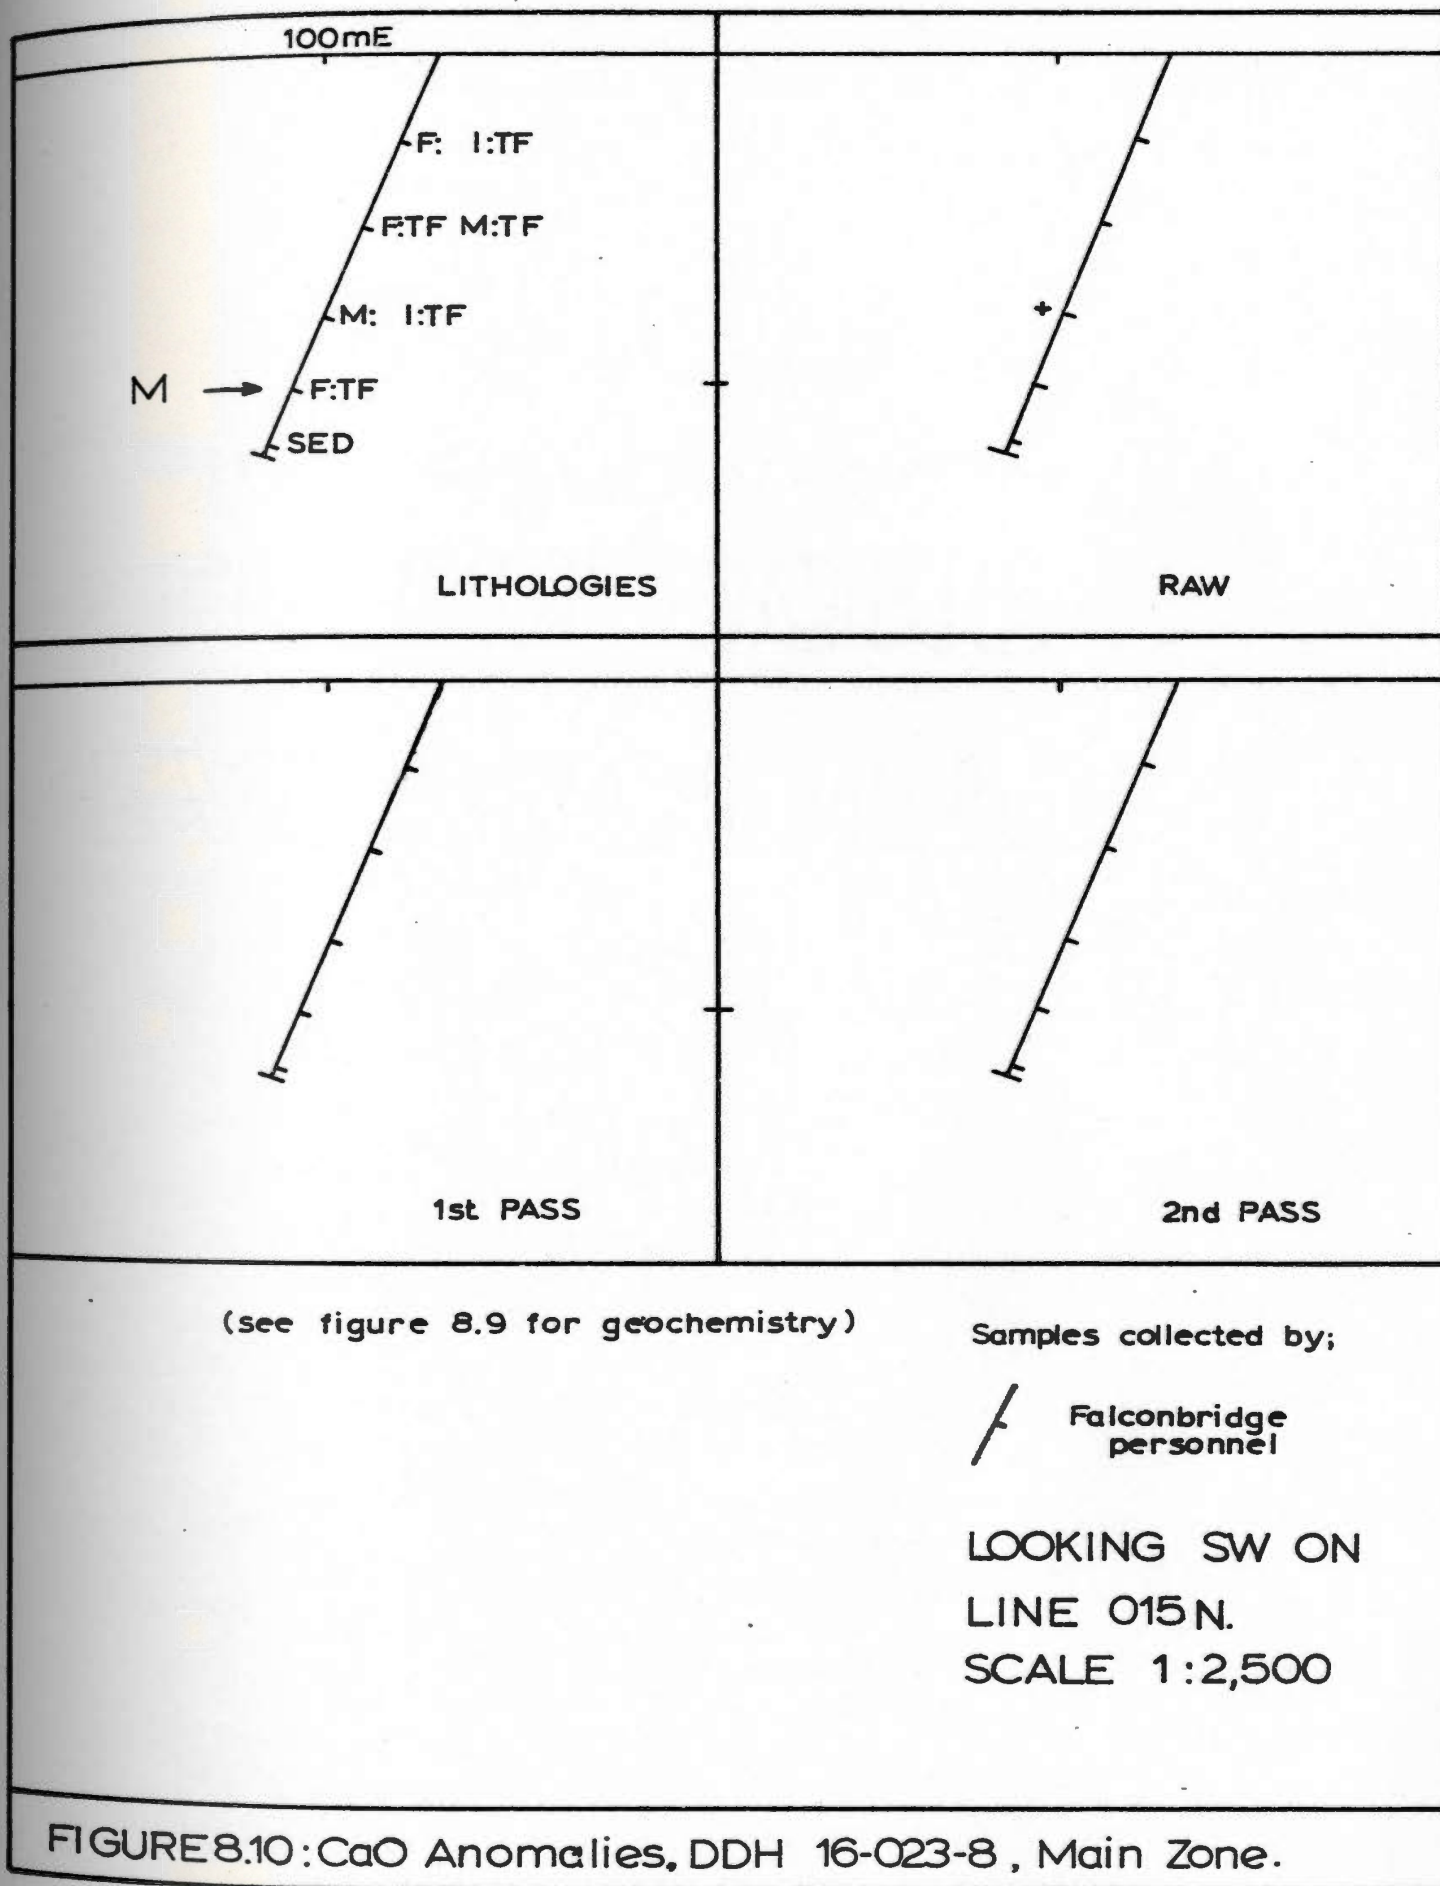 100mE
F: I:TF
F:TF M:TF
M: I:TF
M F:TF
SED
LITHOLOGIES
RAW
+
1st PASS
2nd PASS
(see figure 8.9 for geochemistry)
Samples collected by;
Falconbridge
personnel
LOOKING SW ON
LINE 015N.
SCALE 1:2,500
FIGURE 8.10: CaO Anomalies, DDH 16-023-8, Main Zone.